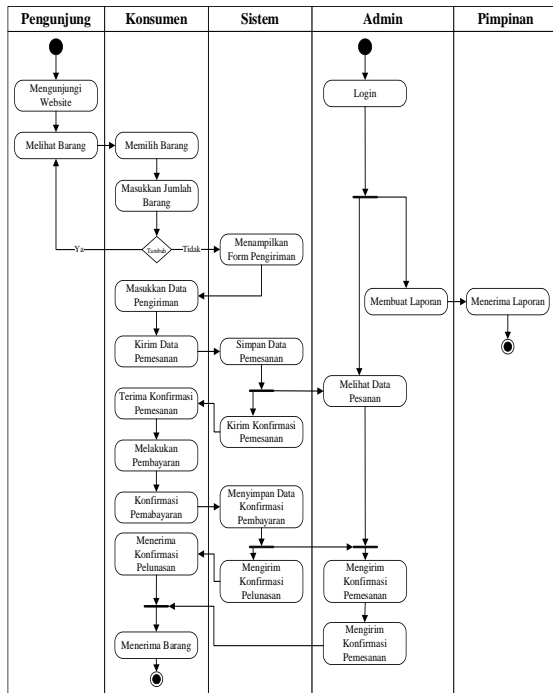 Pengunjung
Konsumen
Sistem
Admin
Pimpinan
Mengunjungi
Website
Login
Melihat Barang
Memilih Barang
Masukkan Jumlah
Barang
Ya
Tambah
Tidak
Menampilkan
Form Pengiriman
Masukkan Data
Pengiriman
Membuat Laporan
Menerima Laporan
Kirim Data
Pemesanan
Simpan Data
Pemesanan
Melihat Data
Pesanan
Terima Konfirmasi
Pemesanan
Kirim Konfirmasi
Pemesanan
Melakukan
Pembayaran
Konfirmasi
Pemabayaran
Menyimpan Data
Konfirmasi
Pembayaran
Menerima
Konfirmasi
Pelunasan
Mengirim
Konfirmasi
Pelunasan
Mengirim
Konfirmasi
Pemesanan
Mengirim
Konfirmasi
Pemesanan
Menerima Barang